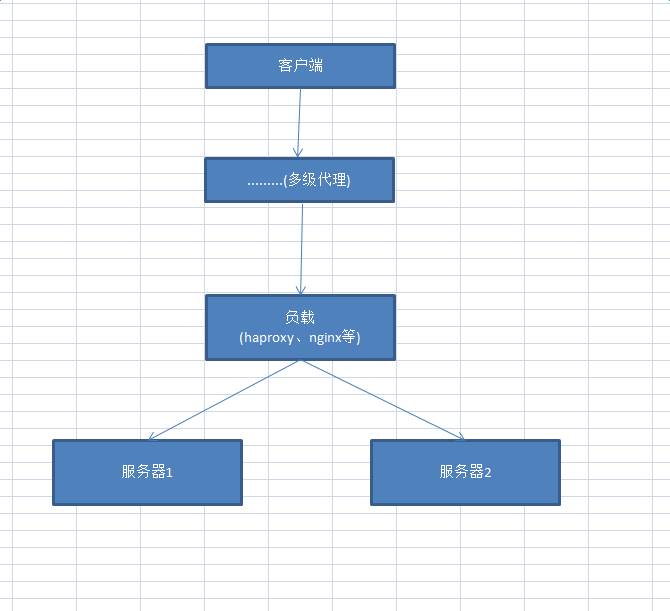 客户端
.........(多级代理)
负载
(haproxy、nginx等)
服务器1
服务器2